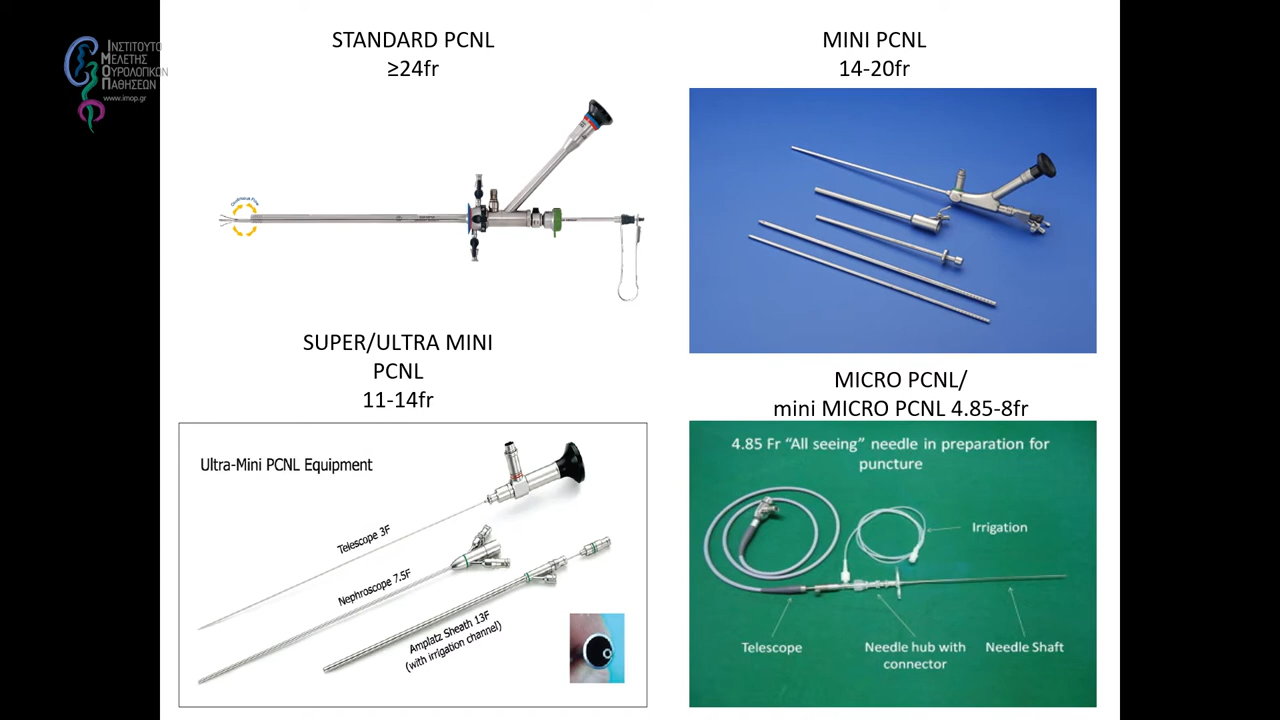 ΙΝΣΤΙΤΟΥΤΟ
ΜΕΛΕΤΗΣ
ΟΥΡΟΛΟΓΙΚΩΝ
ΠΑΘΗΣΕΩΝ
www.imop.gr
STANDARD PCNL
≥24fr
Continuous Flow
MINI PCNL
14-20fr
SUPER/ULTRA MINI
PCNL
11-14fr
Ultra-Mini PCNL Equipment
Telescope 3F
Nephroscope 7.5F
Amplatz Sheath 13F
(with irrigation channel)
MICRO PCNL/
mini MICRO PCNL 4.85-8fr
4.85 Fr “All seeing” needle in preparation for
puncture
Irrigation
Telescope
Needle hub with
connector
Needle Shaft